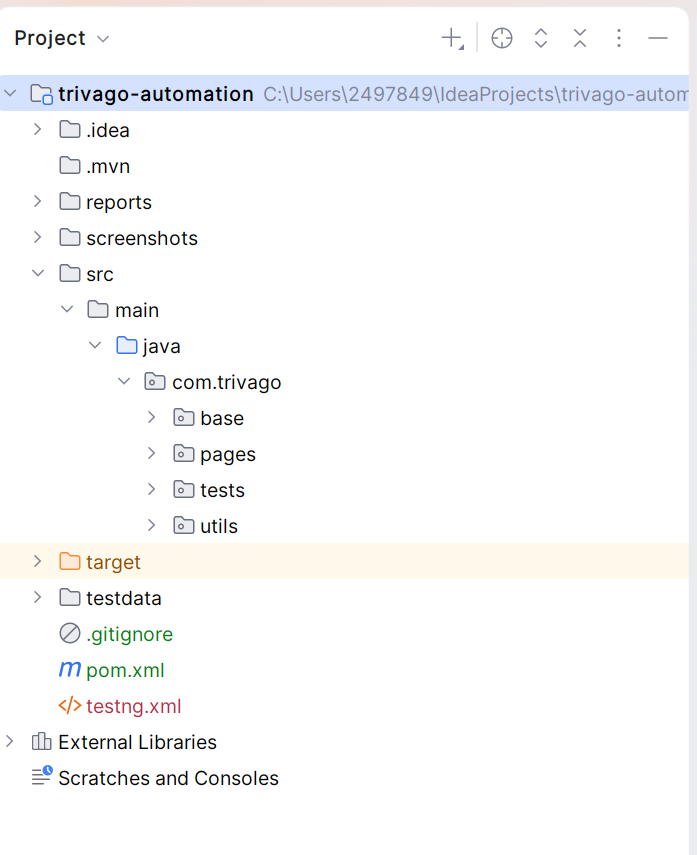 Project
trivago-automation C:\Users\2497849\IdeaProjects\trivago-autom
.idea
.mvn
reports
screenshots
src
main
java
com.trivago
base
pages
tests
utils
target
testdata
.gitignore
m pom.xml
</> testng.xml
External Libraries
Scratches and Consoles